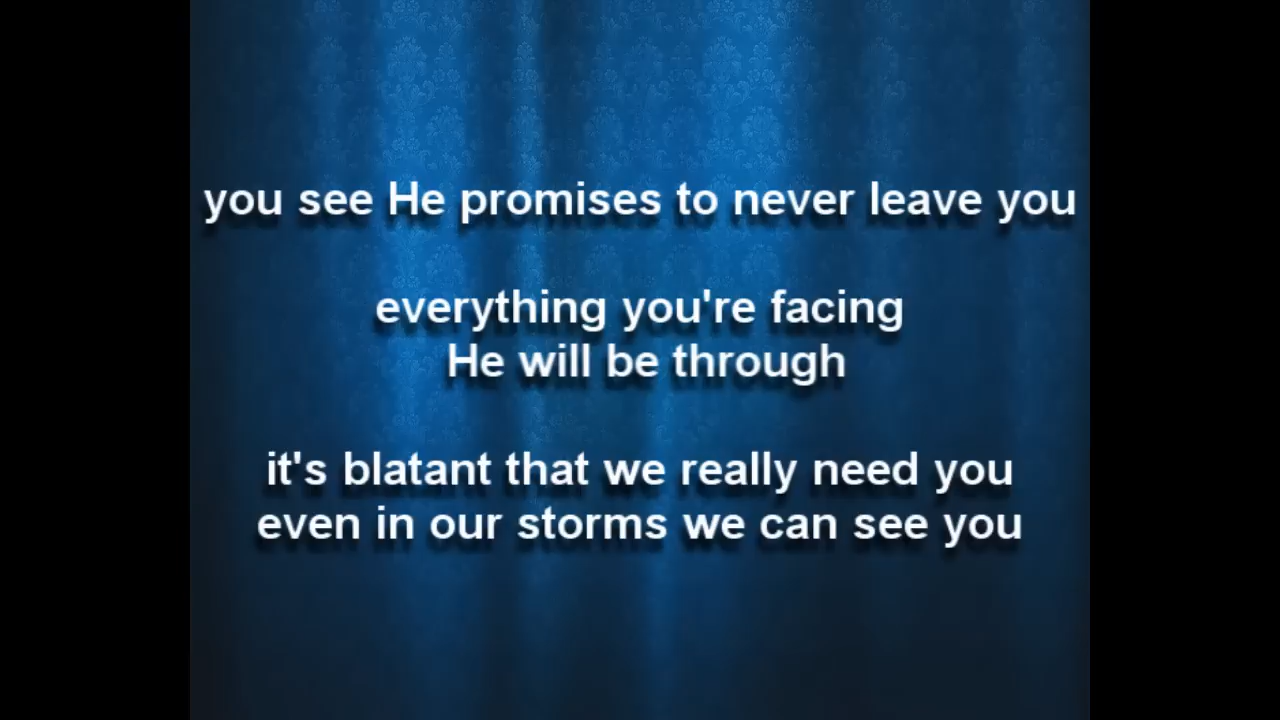 you see He promises to never leave you
everything you're facing
He will be through
it's blatant that we really need you
even in our storms we can see you